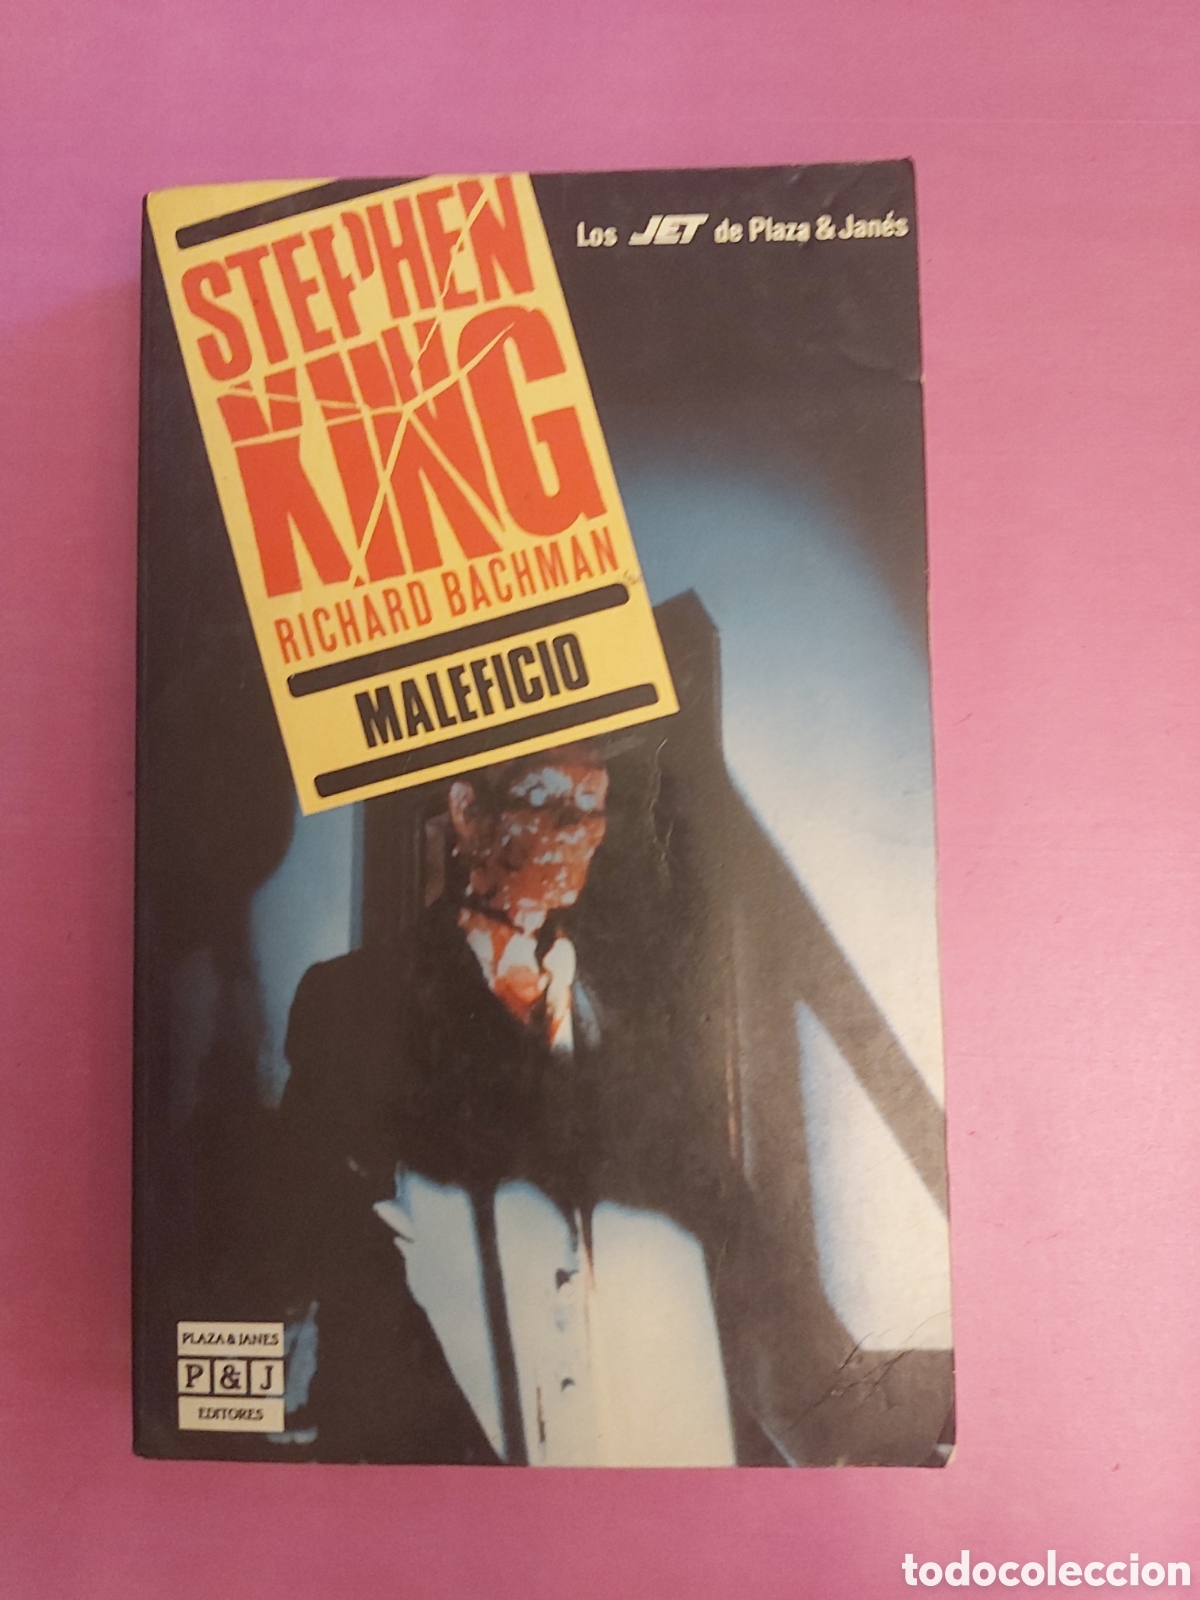 STEPHEN
KING
RICHARD BACHMAN
MALEFICIO
Los JET de Plaza & Janés
PLAZA & JANES
P & J
EDITORES
todocoleccion